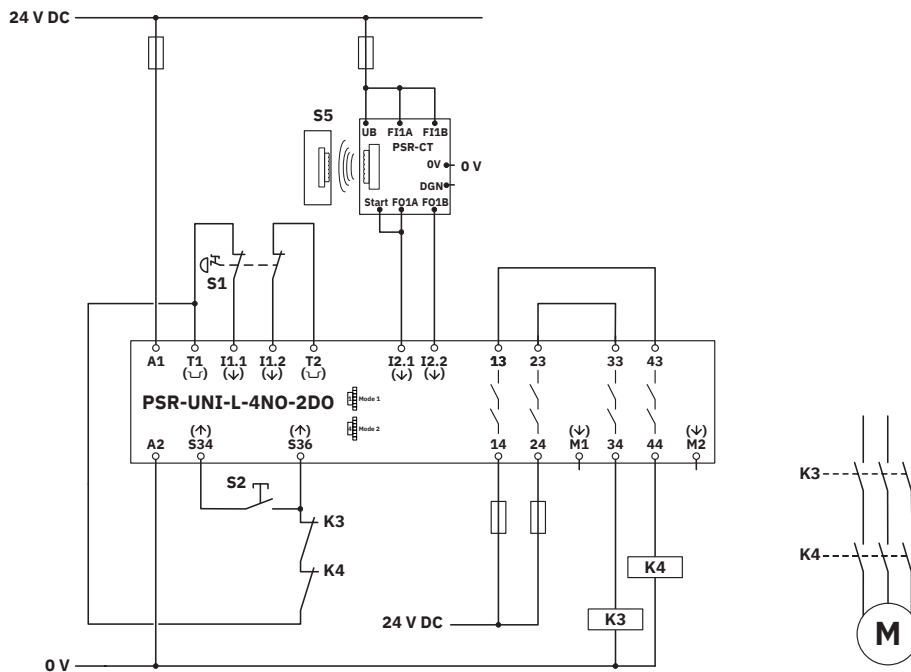 24 V DC
S5
UB FI1A FI1B
PSR-CT
0V 0 V
DGN
Start FO1A FO1B
S1
A1 T1 I1.1 I1.2 T2 I2.1 I2.2 13 23 33 43
PSR-UNI-L-4NO-2DO
Mode 1
Mode 2
A2 S34 S36 14 24 M1 34 44 M2
S2
K3
K3
K4
K4
K4
24 V DC
K3
M
0 V